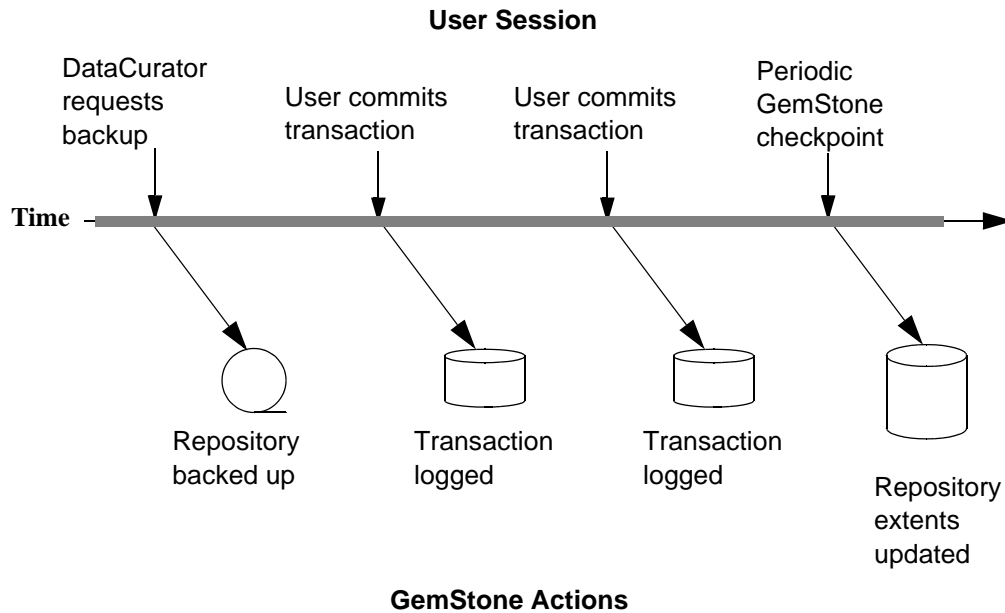 User Session
DataCurator
requests
backup
User commits
transaction
User commits
transaction
Periodic
GemStone
checkpoint
Time
Repository
backed up
Transaction
logged
Transaction
logged
Repository
extents
updated
GemStone Actions